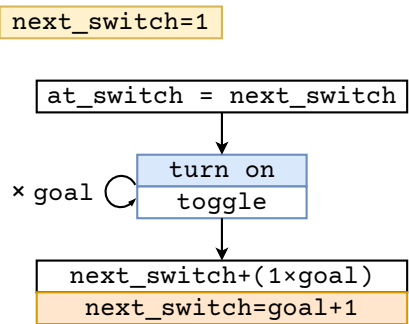 next_switch=1
at_switch = next_switch
turn on
× goal
toggle
next_switch+(1×goal)
next_switch=goal+1